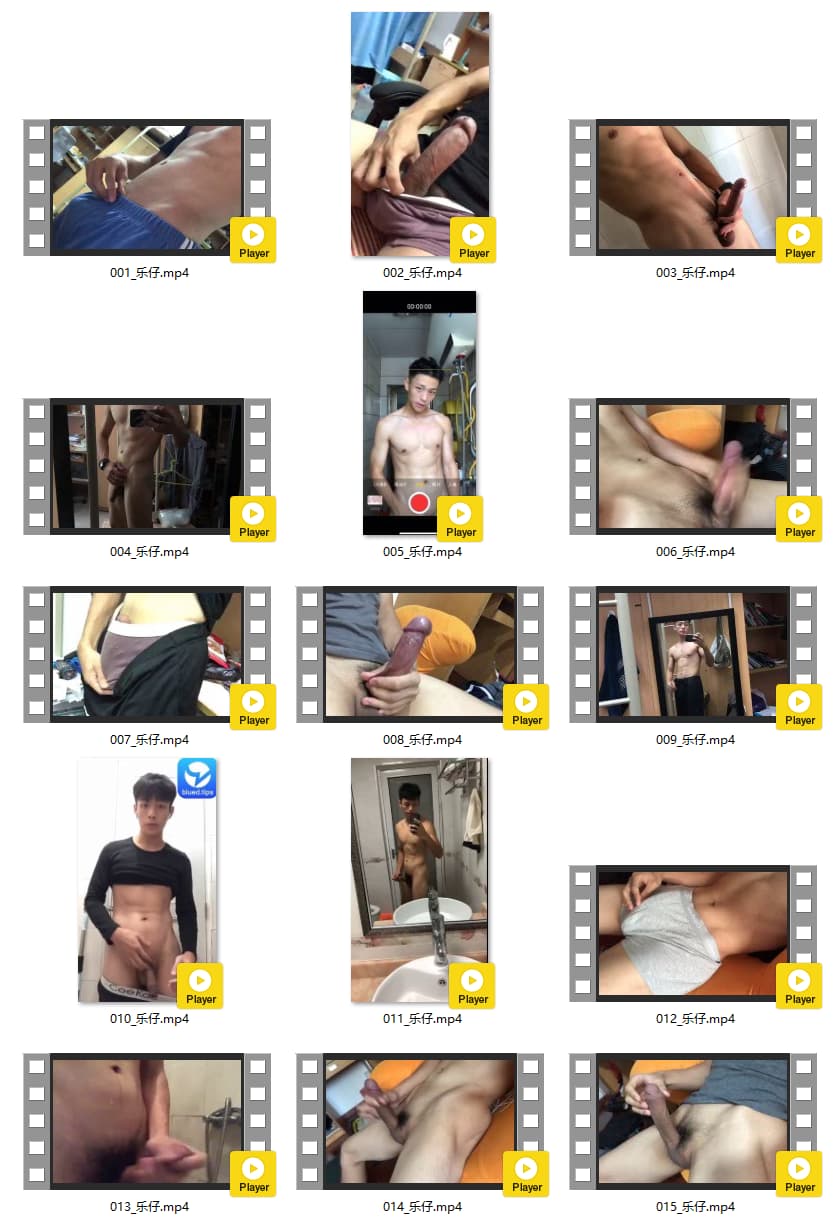 Player
001_乐仔.mp4
Player
002_乐仔.mp4
Player
003_乐仔.mp4
Player
004_乐仔.mp4
00:00:00
Player
005_乐仔.mp4
Player
006_乐仔.mp4
Player
007_乐仔.mp4
Player
008_乐仔.mp4
Player
009_乐仔.mp4
blued.tips
Player
010_乐仔.mp4
Player
011_乐仔.mp4
Player
012_乐仔.mp4
Player
013_乐仔.mp4
Player
014_乐仔.mp4
Player
015_乐仔.mp4